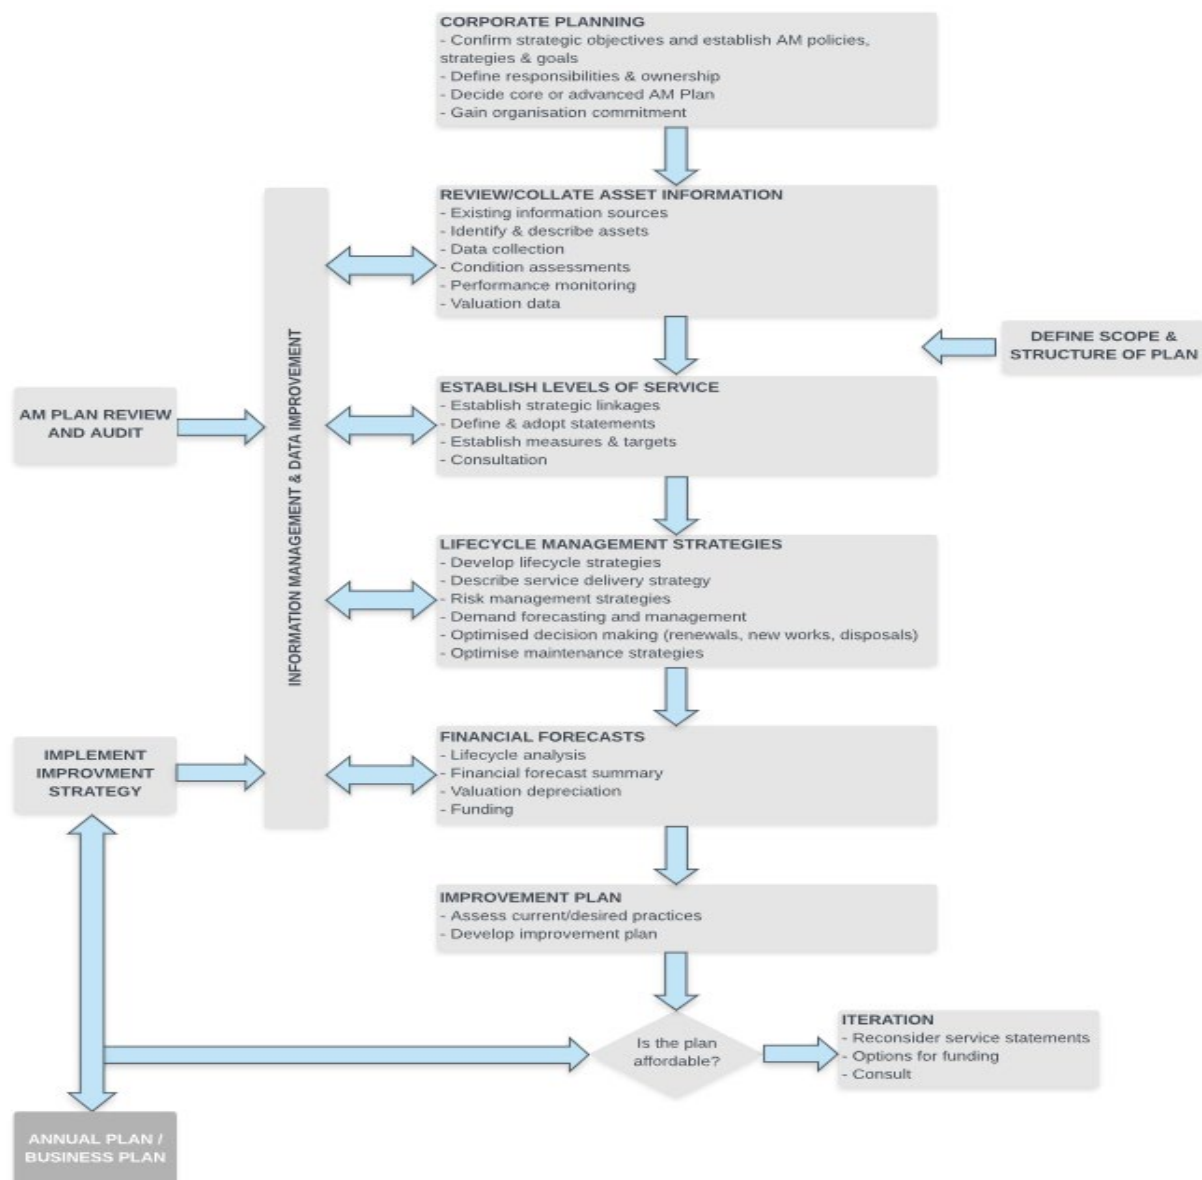 CORPORATE PLANNING
- Confirm strategic objectives and establish AM policies,
strategies & goals
- Define responsibilities & ownership
- Decide core or advanced AM Plan
- Gain organisation commitment
REVIEW/COLLATE ASSET INFORMATION
- Existing information sources
- Identify & describe assets
- Data collection
- Condition assessments
- Performance monitoring
- Valuation data
DEFINE SCOPE &
STRUCTURE OF PLAN
AM PLAN REVIEW
AND AUDIT
INFORMATION MANAGEMENT & DATA IMPROVEMENT
ESTABLISH LEVELS OF SERVICE
- Establish strategic linkages
- Define & adopt statements
- Establish measures & targets
- Consultation
LIFECYCLE MANAGEMENT STRATEGIES
- Develop lifecycle strategies
- Describe service delivery strategy
- Risk management strategies
- Demand forecasting and management
- Optimised decision making (renewals, new works, disposals)
- Optimise maintenance strategies
IMPLEMENT
IMPROVMENT
STRATEGY
FINANCIAL FORECASTS
- Lifecycle analysis
- Financial forecast summary
- Valuation depreciation
- Funding
IMPROVEMENT PLAN
- Assess current/desired practices
- Develop improvement plan
Is the plan
affordable?
ITERATION
- Reconsider service statements
- Options for funding
- Consult
ANNUAL PLAN /
BUSINESS PLAN